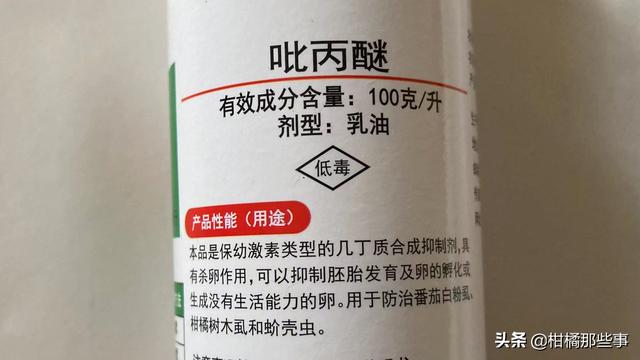 吡丙醚
有效成分含量：100克/升
剂型：乳油
低毒
产品性能（用途）
本品是保幼激素类型的几丁质合成抑制剂,具
有杀卵作用,可以抑制胚胎发育及卵的孵化或
生成没有生活能力的卵。用于防治番茄白粉虱、
柑橘树木虱和蚧壳虫。
头条 @柑橘那些事